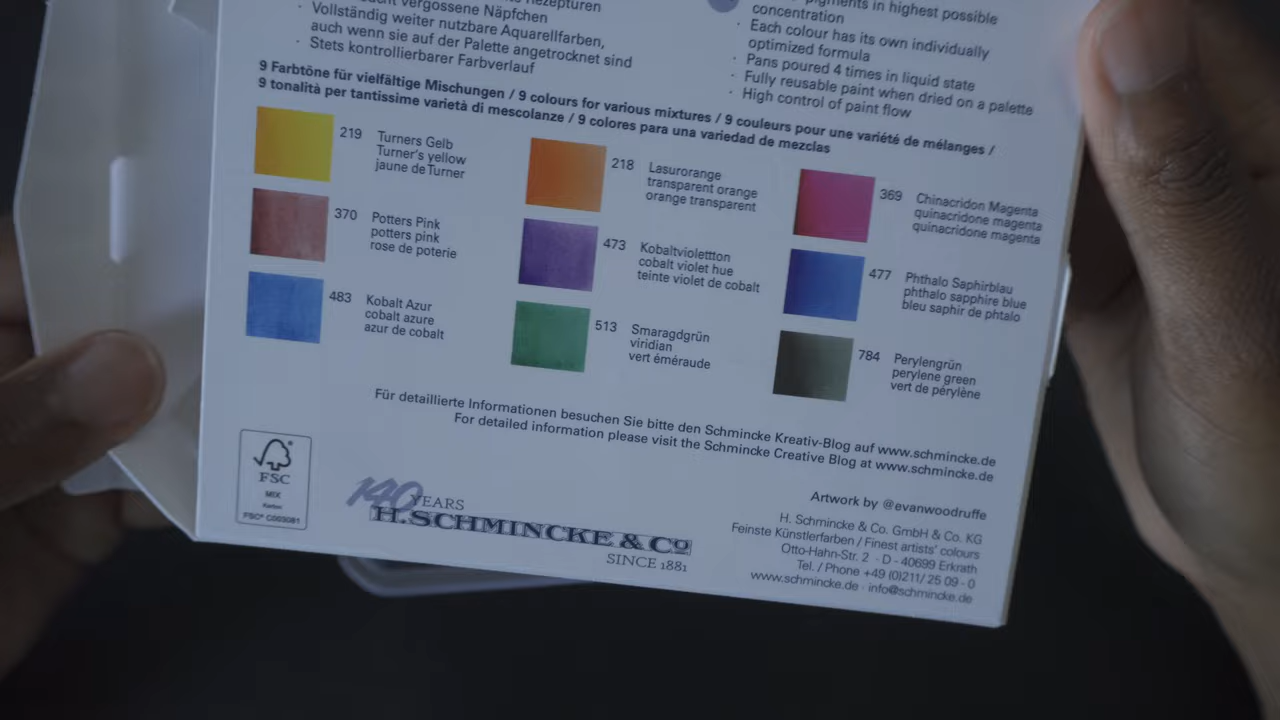 vergossene Näpfchen
· Vollständig weiter nutzbare Aquarellfarben,
auch wenn sie auf der Palette angetrocknet sind
· Stets kontrollierbarer Farbverlauf
in highest possible
concentration
· Each colour has its own individually
optimized formula
· Pans poured 4 times in liquid state
· Fully reusable paint when dried on a palette
· High control of paint flow
9 Farbtöne für vielfältige Mischungen / 9 colours for various mixtures / 9 couleurs pour une variété de mélanges /
9 tonalità per tantissime varietà di mescolanze / 9 colores para una variedad de mezclas
219 Turners Gelb
Turner's yellow
jaune de Turner
218 Lasurorange
transparent orange
orange transparent
369 Chinacridon Magenta
quinacridone magenta
quinacridone magenta
370 Potters Pink
potters pink
rose de poterie
473 Kobaltviolettton
cobalt violet hue
teinte violet de cobalt
477 Phthalo Saphirblau
phthalo sapphire blue
bleu saphir de phtalo
483 Kobalt Azur
cobalt azure
azur de cobalt
513 Smaragdgrün
viridian
vert émeraude
784 Perylengrün
perylene green
vert de pérylène
Für detaillierte Informationen besuchen Sie bitte den Schmincke Kreativ-Blog auf www.schmincke.de
For detailed information please visit the Schmincke Creative Blog at www.schmincke.de
FSC
MIX
FSC® C003061
140 YEARS
H. SCHMINCKE & Co
SINCE 1881
Artwork by @evanwoodruffe
H. Schmincke & Co. GmbH & Co. KG
Feinste Künstlerfarben / Finest artists' colours
Otto-Hahn-Str. 2 · D - 40699 Erkrath
Tel. / Phone +49 (0)211/ 25 09 - 0
www.schmincke.de · info@schmincke.de